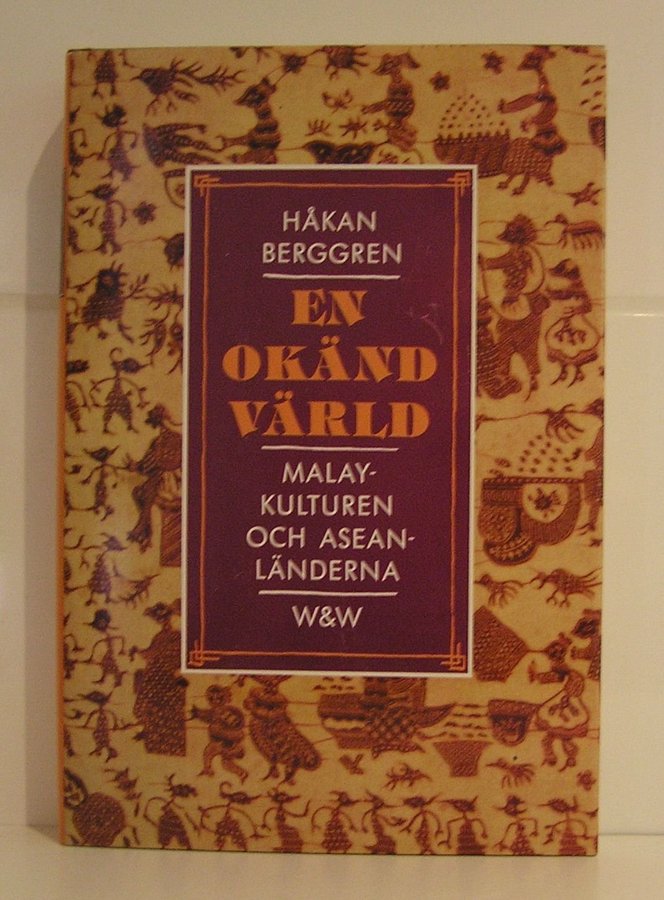 HÅKAN
BERGGREN
EN
OKÄND
VÄRLD
MALAY-
KULTUREN
OCH ASEAN-
LÄNDERNA
W&W